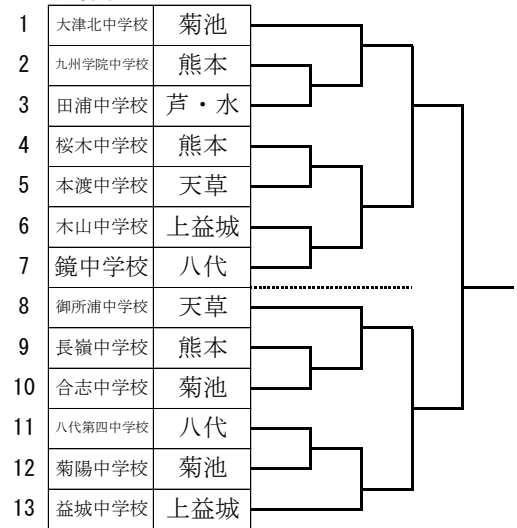 1 大津北中学校 菊池
2 九州学院中学校 熊本
3 田浦中学校 芦・水
4 桜木中学校 熊本
5 本渡中学校 天草
6 木山中学校 上益城
7 鏡中学校 八代
8 御所浦中学校 天草
9 長嶺中学校 熊本
10 合志中学校 菊池
11 八代第四中学校 八代
12 菊陽中学校 菊池
13 益城中学校 上益城